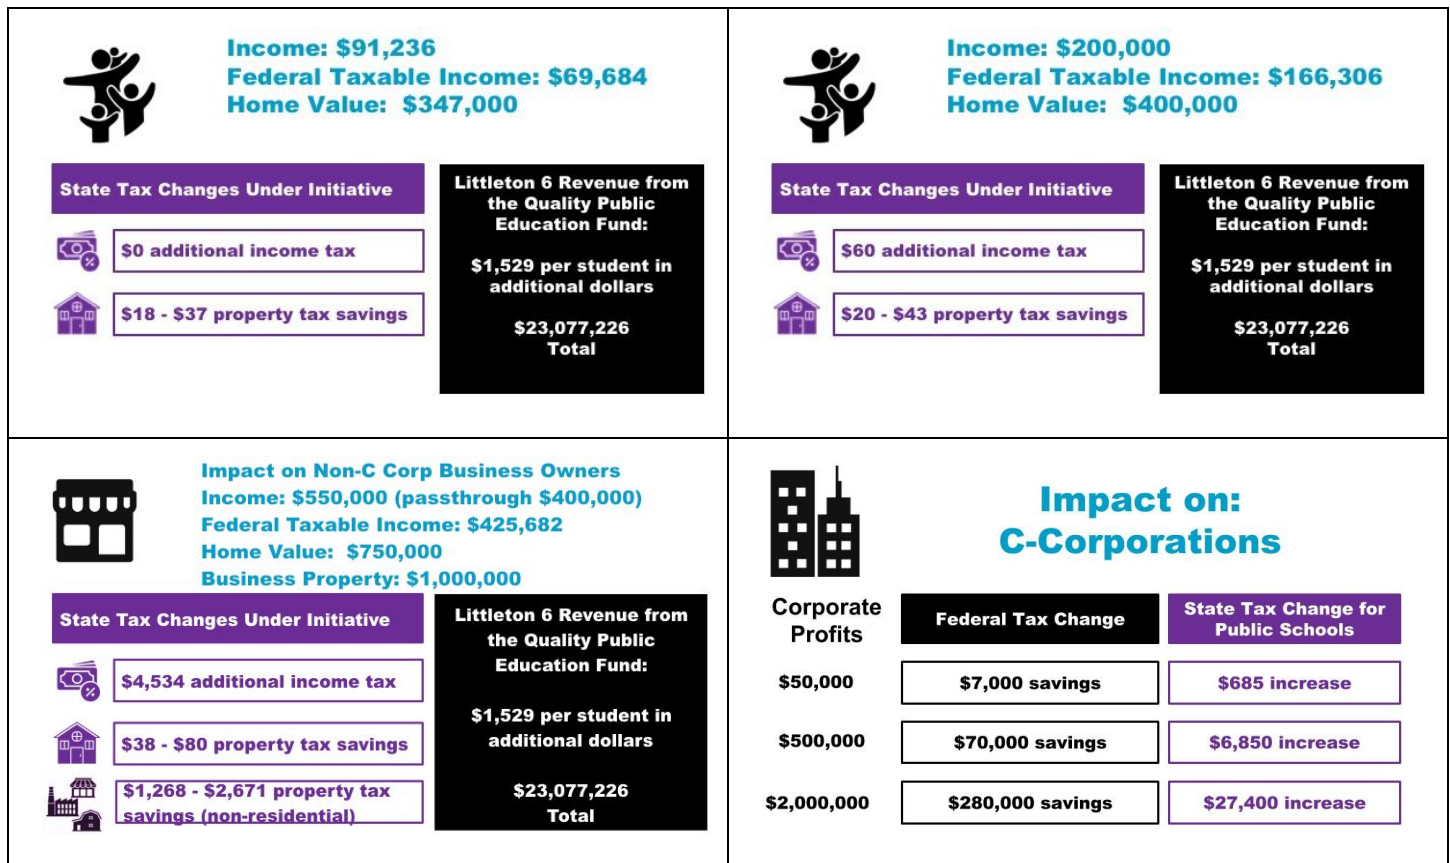 Income: $91,236
Federal Taxable Income: $69,684
Home Value: $347,000
State Tax Changes Under Initiative
$0 additional income tax
$18 - $37 property tax savings
Littleton 6 Revenue from
the Quality Public
Education Fund:
$1,529 per student in
additional dollars
$23,077,226
Total
Income: $200,000
Federal Taxable Income: $166,306
Home Value: $400,000
State Tax Changes Under Initiative
$60 additional income tax
$20 - $43 property tax savings
Littleton 6 Revenue from
the Quality Public
Education Fund:
$1,529 per student in
additional dollars
$23,077,226
Total
Impact on Non-C Corp Business Owners
Income: $550,000 (passthrough $400,000)
Federal Taxable Income: $425,682
Home Value: $750,000
Business Property: $1,000,000
State Tax Changes Under Initiative
$4,534 additional income tax
$38 - $80 property tax savings
$1,268 - $2,671 property tax
savings (non-residential)
Littleton 6 Revenue from
the Quality Public
Education Fund:
$1,529 per student in
additional dollars
$23,077,226
Total
Impact on:
C-Corporations
Corporate
Profits
Federal Tax Change
State Tax Change for
Public Schools
$50,000
$7,000 savings
$685 increase
$500,000
$70,000 savings
$6,850 increase
$2,000,000
$280,000 savings
$27,400 increase